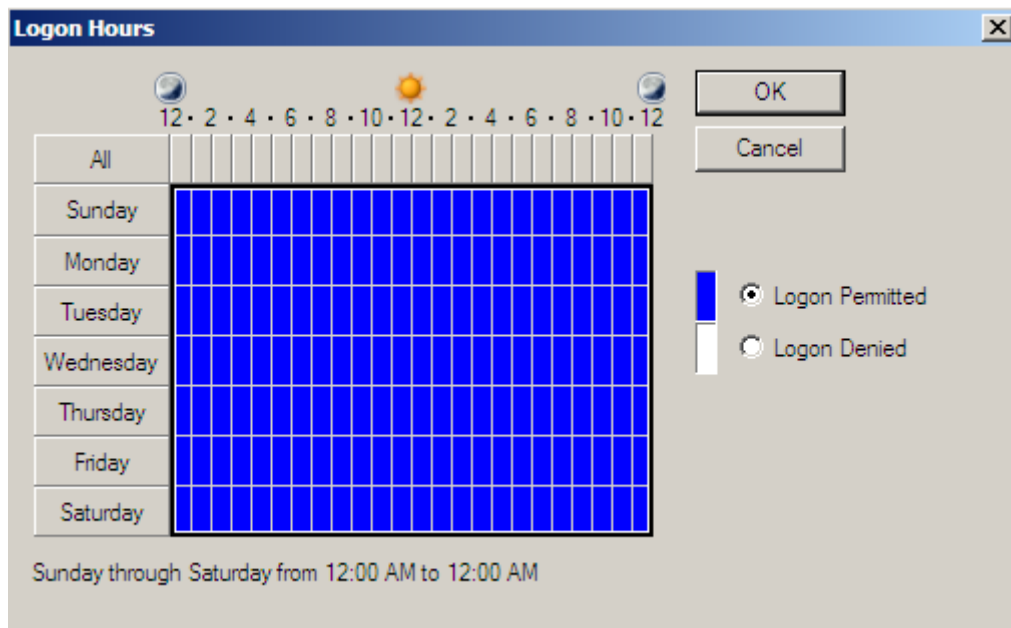 Logon Hours
12 · 2 · 4 · 6 · 8 · 10 · 12 · 2 · 4 · 6 · 8 · 10 · 12
OK
Cancel
All
Sunday
Monday
Tuesday
Wednesday
Thursday
Friday
Saturday
Logon Permitted
Logon Denied
Sunday through Saturday from 12:00 AM to 12:00 AM